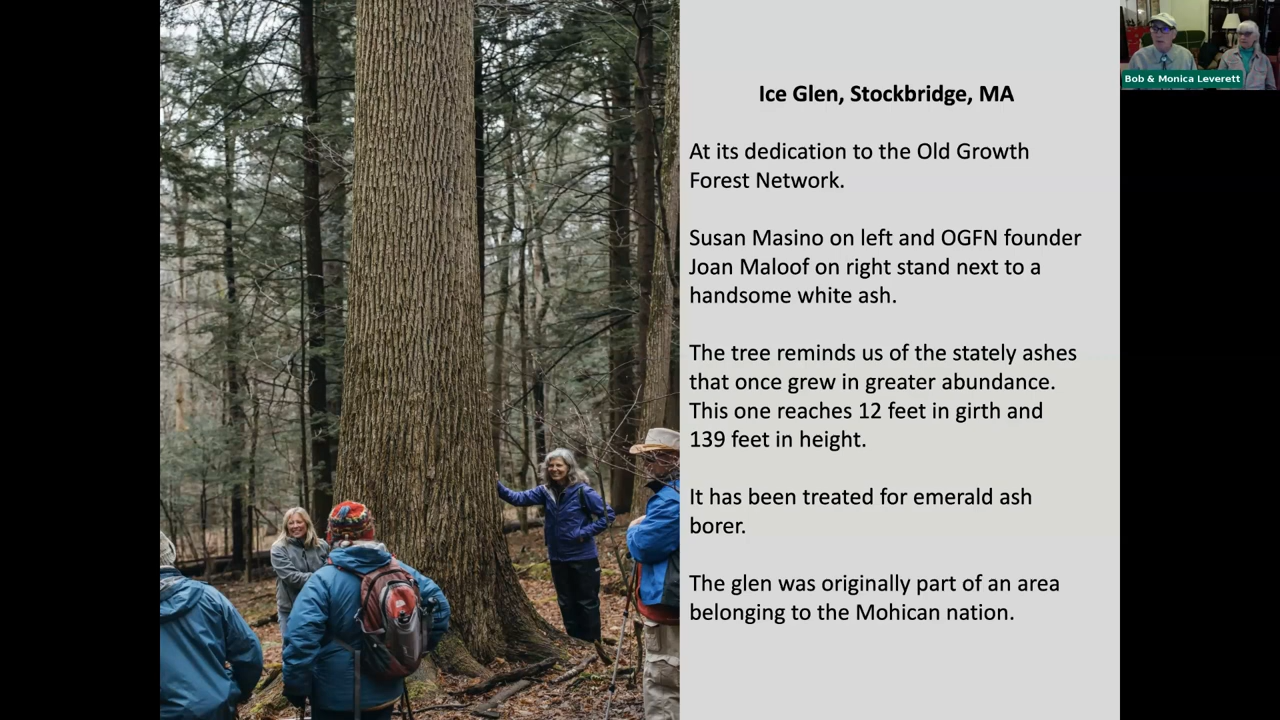 Ice Glen, Stockbridge, MA
At its dedication to the Old Growth
Forest Network.
Susan Masino on left and OGFN founder
Joan Maloof on right stand next to a
handsome white ash.
The tree reminds us of the stately ashes
that once grew in greater abundance.
This one reaches 12 feet in girth and
139 feet in height.
It has been treated for emerald ash
borer.
The glen was originally part of an area
belonging to the Mohican nation.
Bob & Monica Leverett